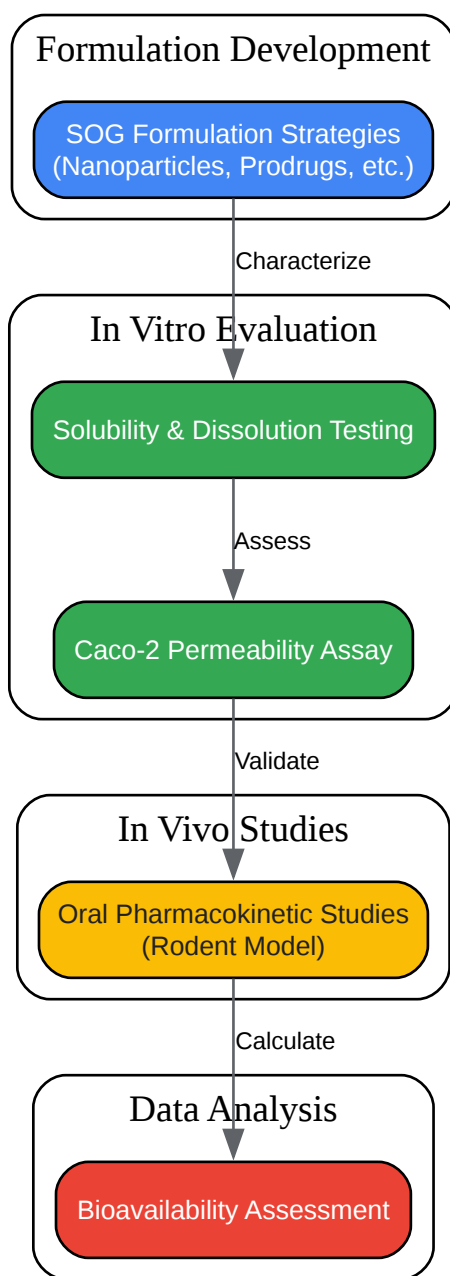 Formulation Development
SOG Formulation Strategies
(Nanoparticles, Prodrugs, etc.)
Characterize
In Vitro Evaluation
Solubility & Dissolution Testing
Assess
Caco-2 Permeability Assay
Validate
In Vivo Studies
Oral Pharmacokinetic Studies
(Rodent Model)
Calculate
Data Analysis
Bioavailability Assessment